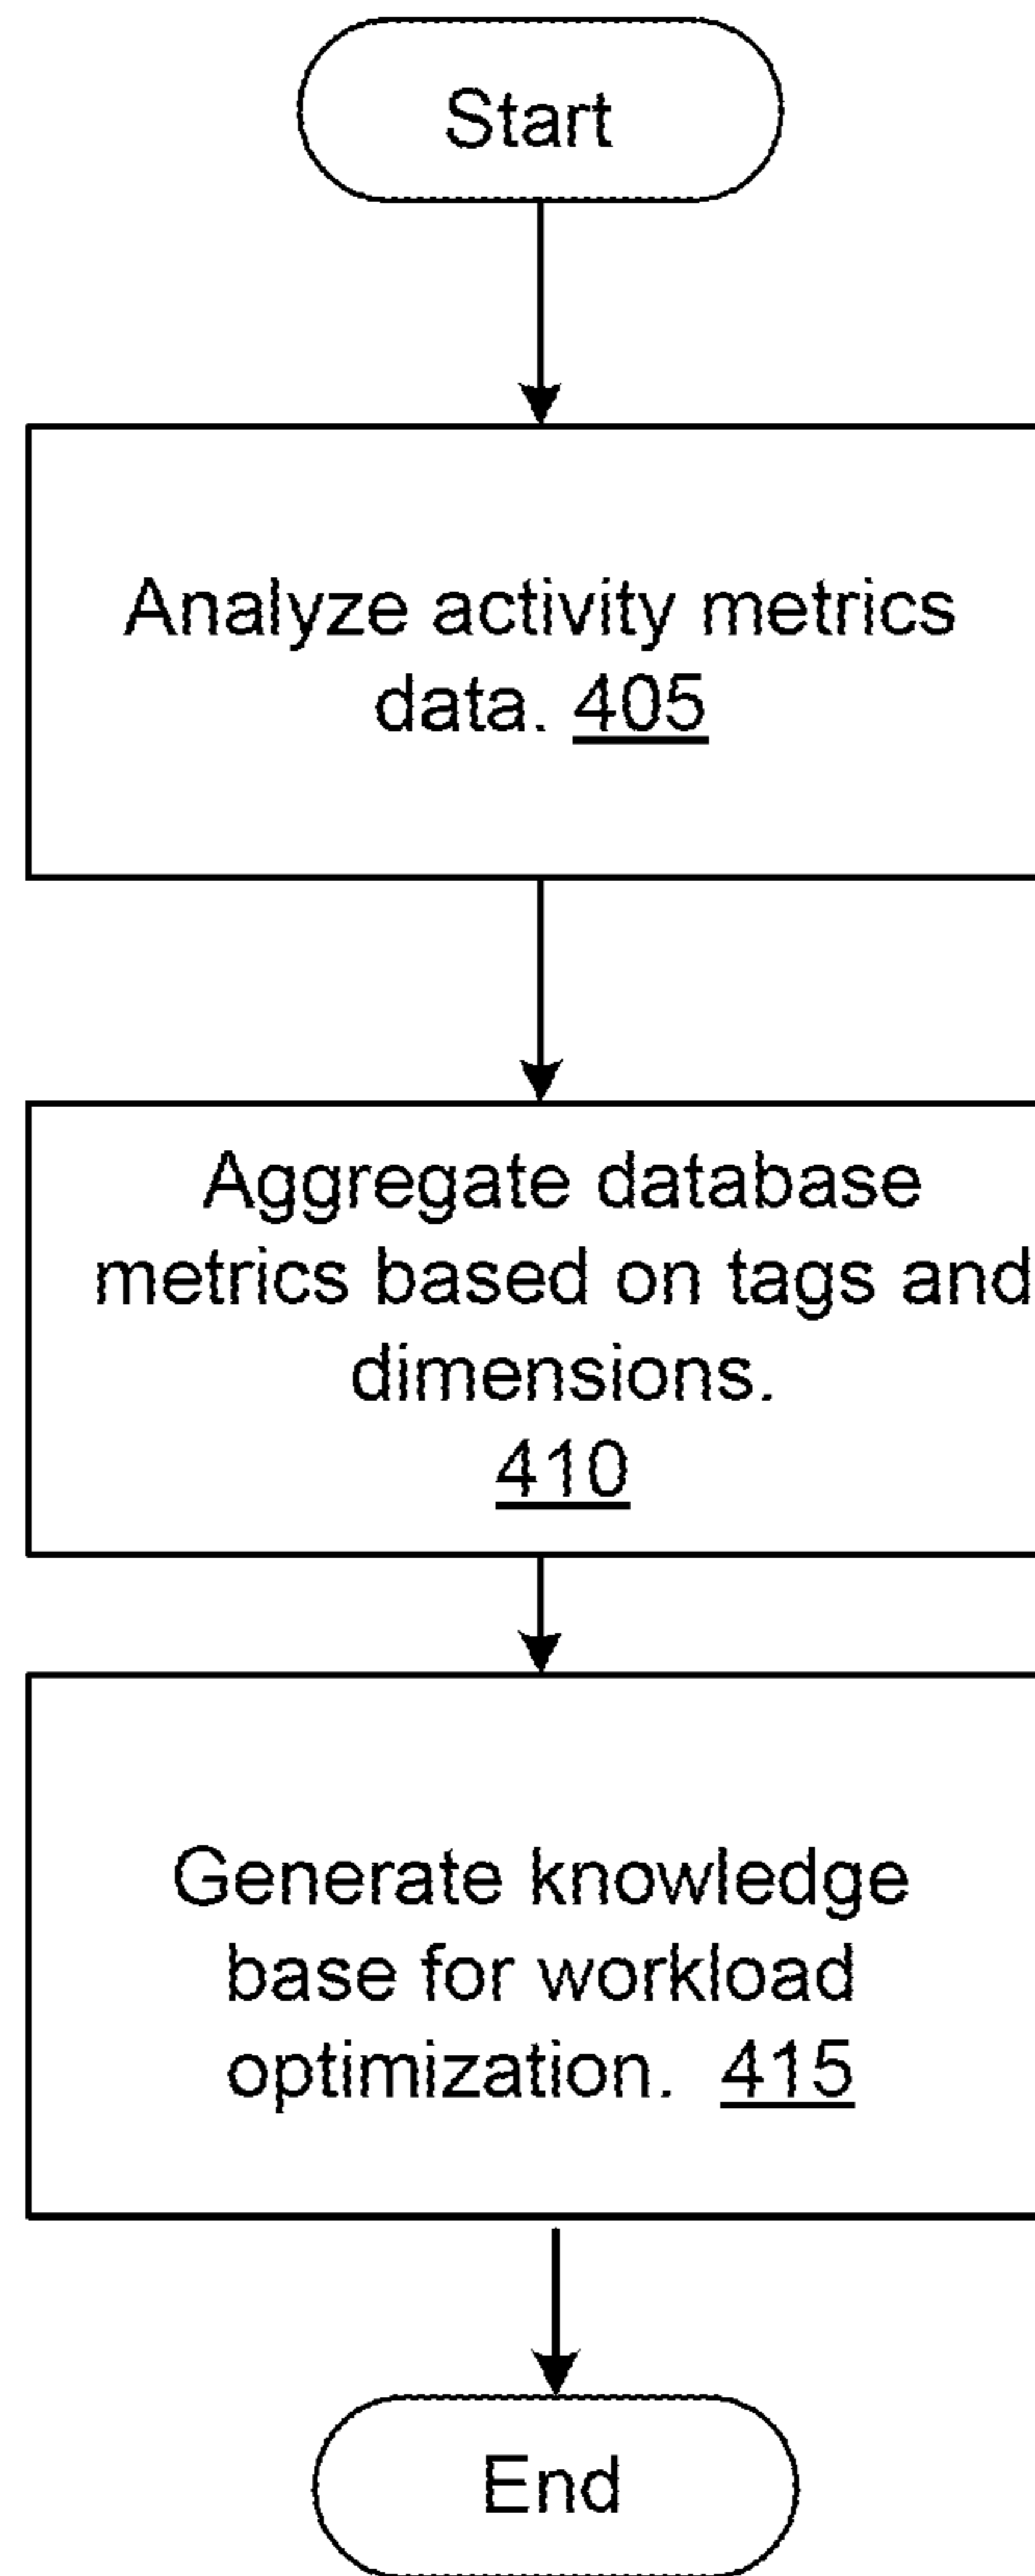 Start
Analyze activity metrics
data. 405
Aggregate database
metrics based on tags and
dimensions.
410
Generate knowledge
base for workload
optimization. 415
End